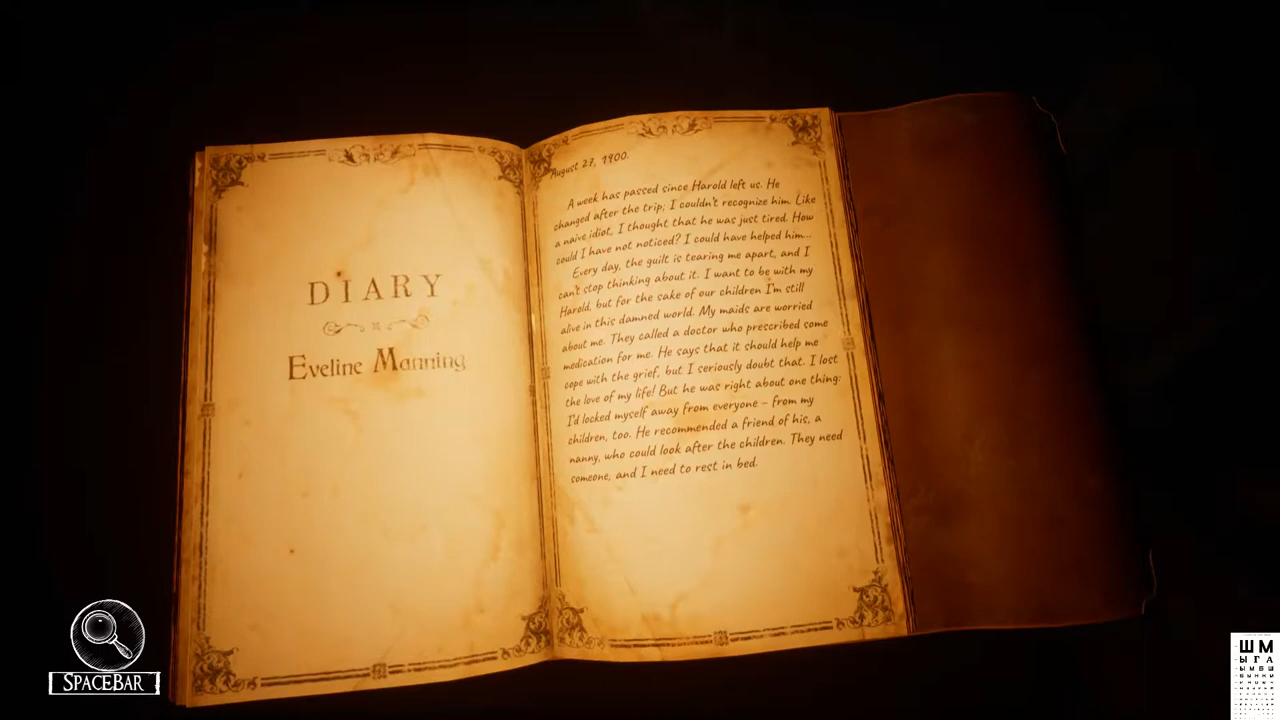 DIARY
Eveline Manning
August 27, 1900.
A week has passed since Harold left us. He
changed after the trip; I couldn't recognize him. Like
a naive idiot, I thought that he was just tired. How
could I have not noticed? I could have helped him...
Every day, the guilt is tearing me apart, and I
can't stop thinking about it. I want to be with my
Harold, but for the sake of our children I'm still
alive in this damned world. My maids are worried
about me. They called a doctor who prescribed some
medication for me. He says that it should help me
cope with the grief, but I seriously doubt that. I lost
the love of my life! But he was right about one thing:
I'd locked myself away from everyone – from my
children, too. He recommended a friend of his, a
nanny, who could look after the children. They need
someone, and I need to rest in bed.
SPACEBAR
Ш М
Ы Г А
Ы М Б Ш
Б Ы Н К И